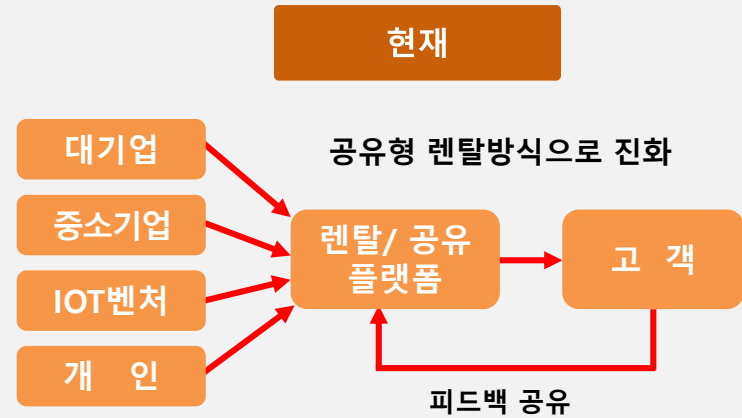 현재
공유형 렌탈방식으로 진화
대기업
중소기업
IOT벤처
개 인
렌탈/ 공유
플랫폼
고 객
피드백 공유